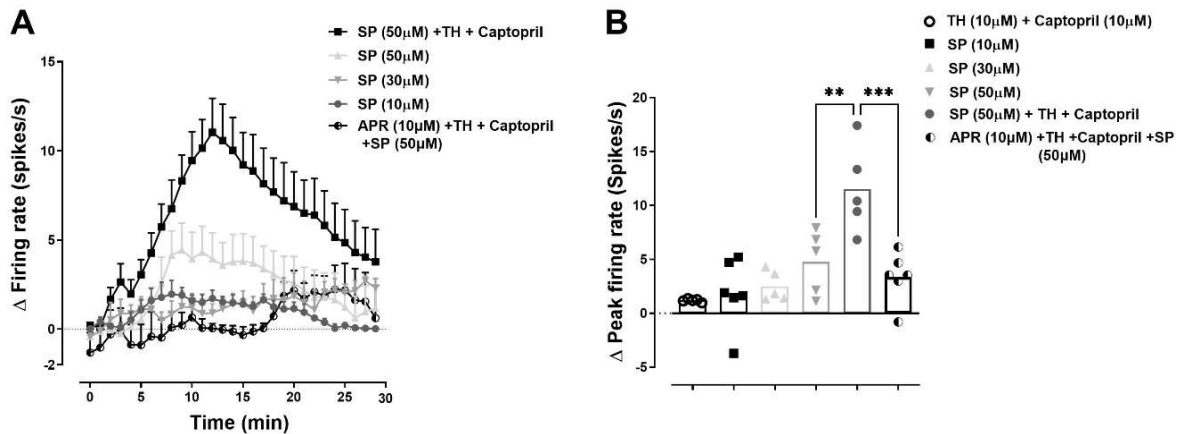 A
SP (50μM) +TH + Captopril
SP (50μM)
SP (30μM)
SP (10μM)
APR (10μM) +TH + Captopril
+SP (50μM)
Δ Firing rate (spikes/s)
15
10
5
0
-2
0 5 10 15 20 25 30
Time (min)
B
TH (10μM) + Captopril (10μM)
SP (10μM)
SP (30μM)
SP (50μM)
SP (50μM) + TH + Captopril
APR (10μM) +TH +Captopril +SP
(50μM)
** ***
Δ Peak firing rate (Spikes/s)
20
15
10
5
0
-5